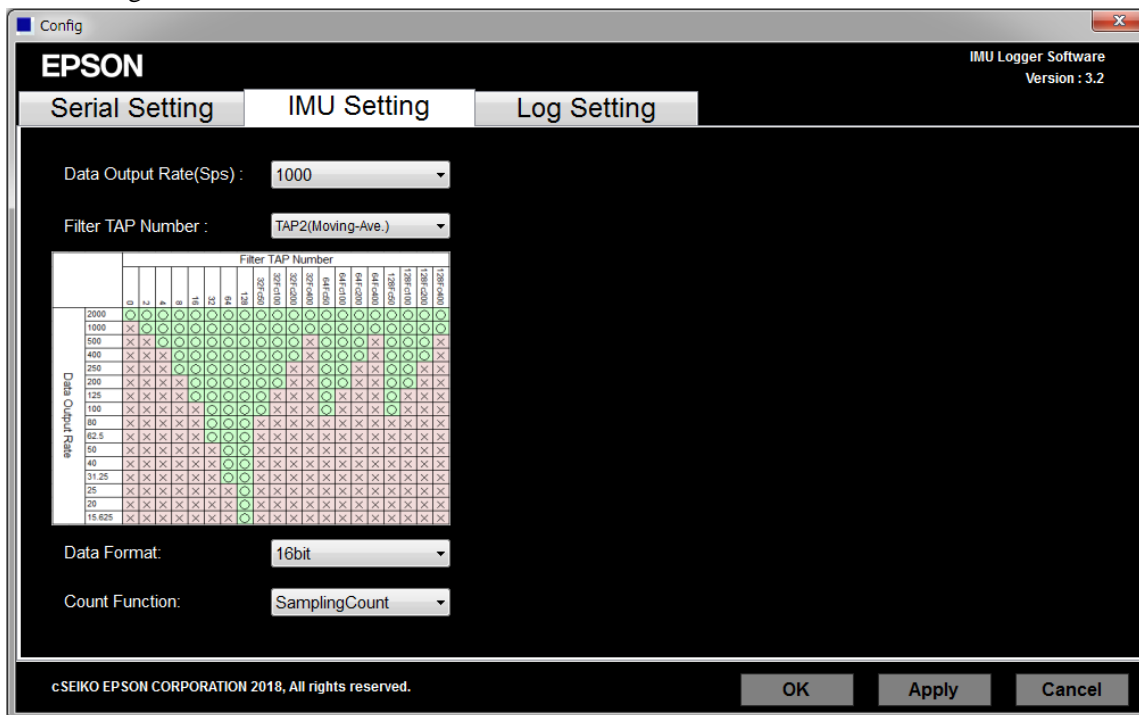 Config
EPSON
IMU Logger Software
Version : 3.2
Serial Setting
IMU Setting
Log Setting
Data Output Rate(Sps) :
1000
Filter TAP Number :
TAP2(Moving-Ave.)
Filter TAP Number
0 2 4 8 16 32 64 128 32Fc50 32Fc100 32Fc200 32Fc400 64Fc50 64Fc100 64Fc200 64Fc400 128Fc50 128Fc100 128Fc200 128Fc400
Data Output Rate
2000
1000
500
400
250
200
125
100
80
62.5
50
40
31.25
25
20
15.625
Data Format:
16bit
Count Function:
SamplingCount
cSEIKO EPSON CORPORATION 2018, All rights reserved.
OK
Apply
Cancel